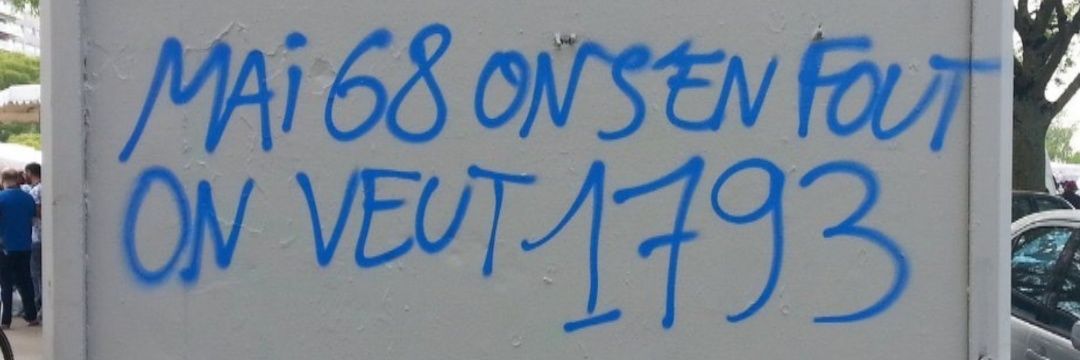 MAi 68 ON S'EN FOUT
ON VEUT 1793